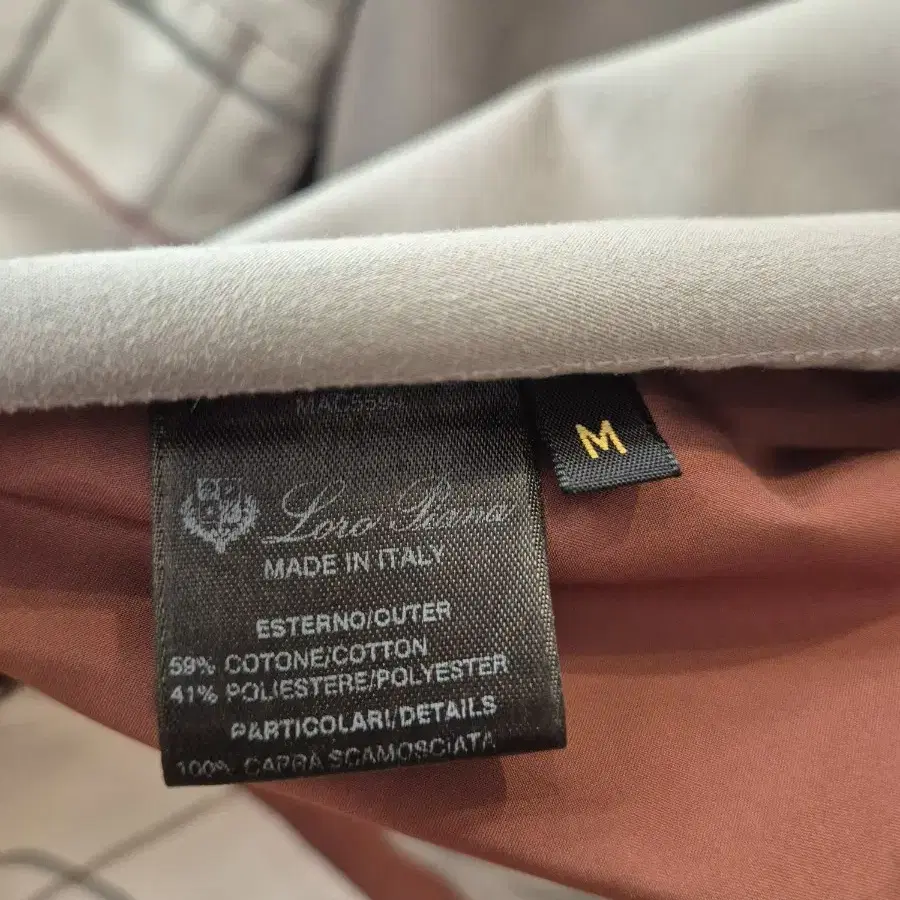 M
Loro Piana
MADE IN ITALY
ESTERNO/OUTER
59% COTONE/COTTON
41% POLIESTERE/POLYESTER
PARTICOLARI/DETAILS
100% CAPRA SCAMOSCIATA